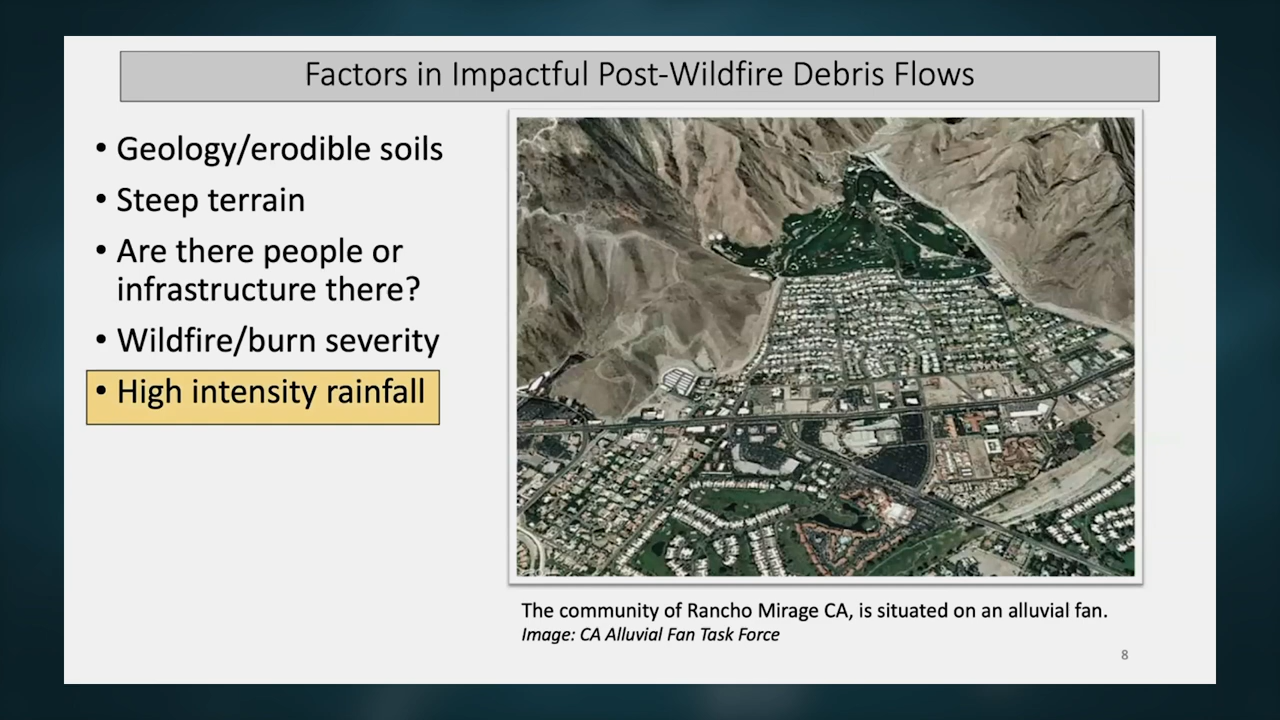 Factors in Impactful Post-Wildfire Debris Flows
• Geology/erodible soils
• Steep terrain
• Are there people or
infrastructure there?
• Wildfire/burn severity
• High intensity rainfall
The community of Rancho Mirage CA, is situated on an alluvial fan.
Image: CA Alluvial Fan Task Force
8